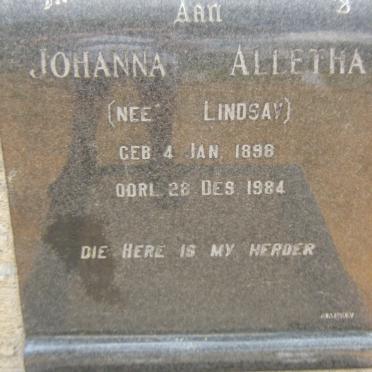 Aan
JOHANNA ALLETHA
(NEE LINDSAY)
GEB. 4 JAN. 1898
OORL. 28 DES. 1984
DIE HERE IS MY HERDER